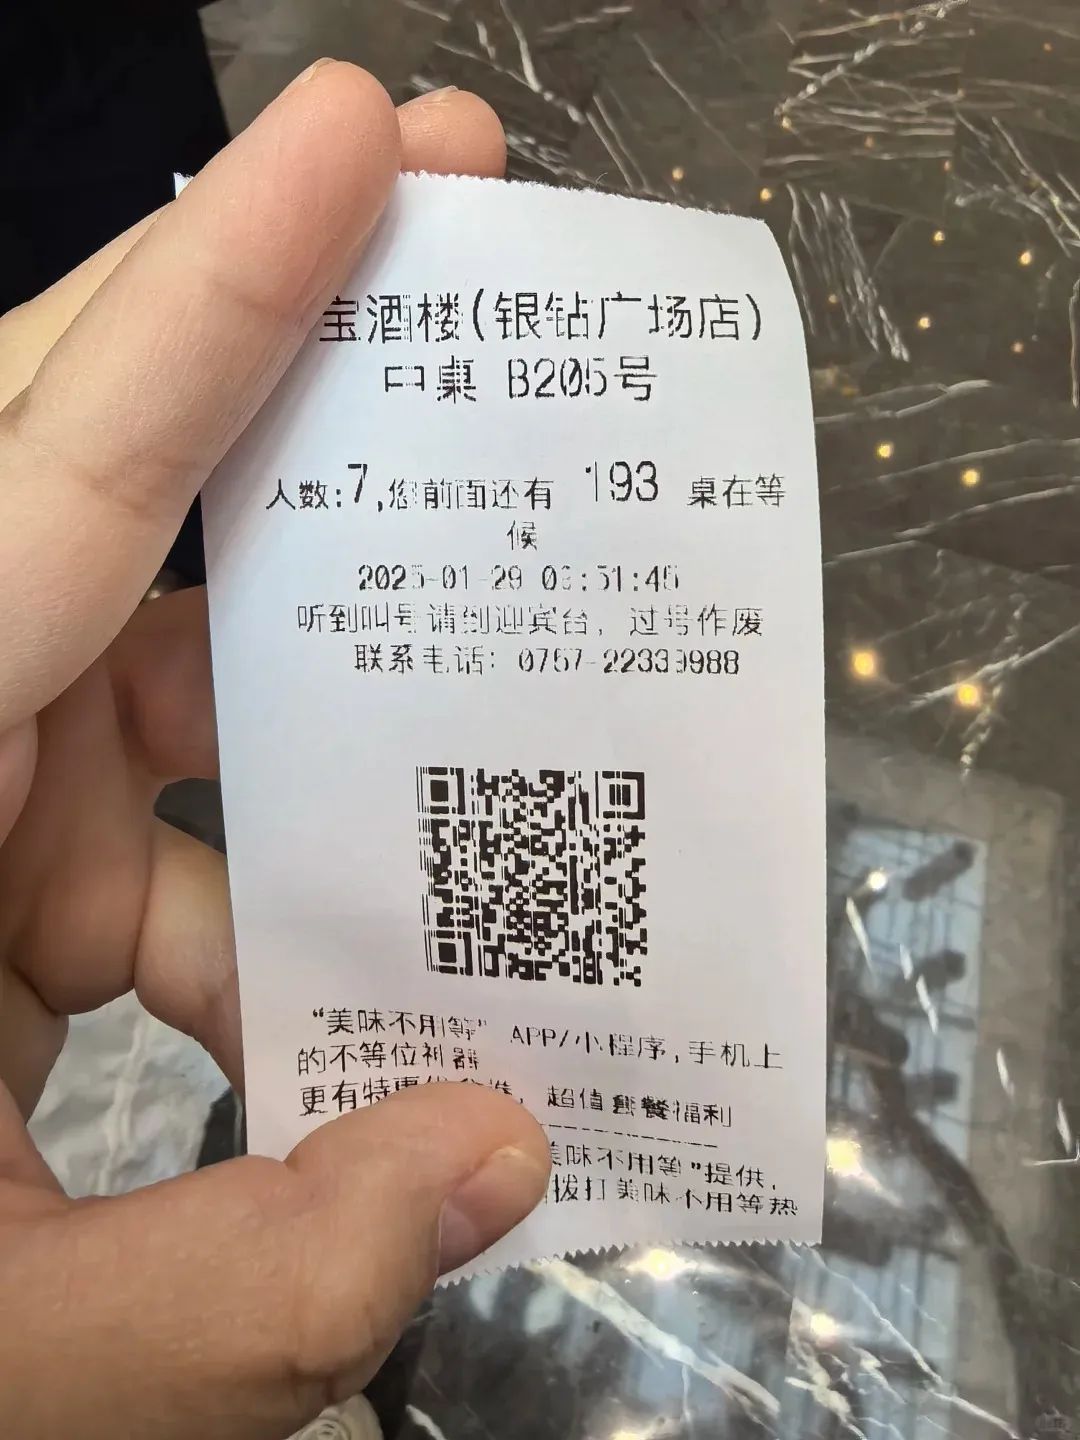 宝酒楼(银钻广场店)
中桌 B205号
人数:7,您前面还有 193 桌在等
候
2025-01-29 09:51:45
听到叫号请到迎宾台，过号作废
联系电话：0757-22339988
“美味不用等” APP/小程序,手机上
的不等位神器
更有特惠 ，超值套餐福利
美味不用等”提供，
拨打美味不用等热